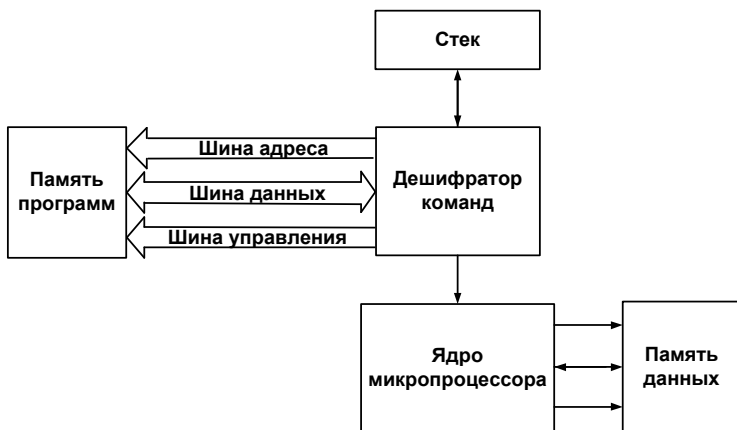 Стек
Шина адреса
Память
программ
Шина данных
Дешифратор
команд
Шина управления
Ядро
микропроцессора
Память
данных